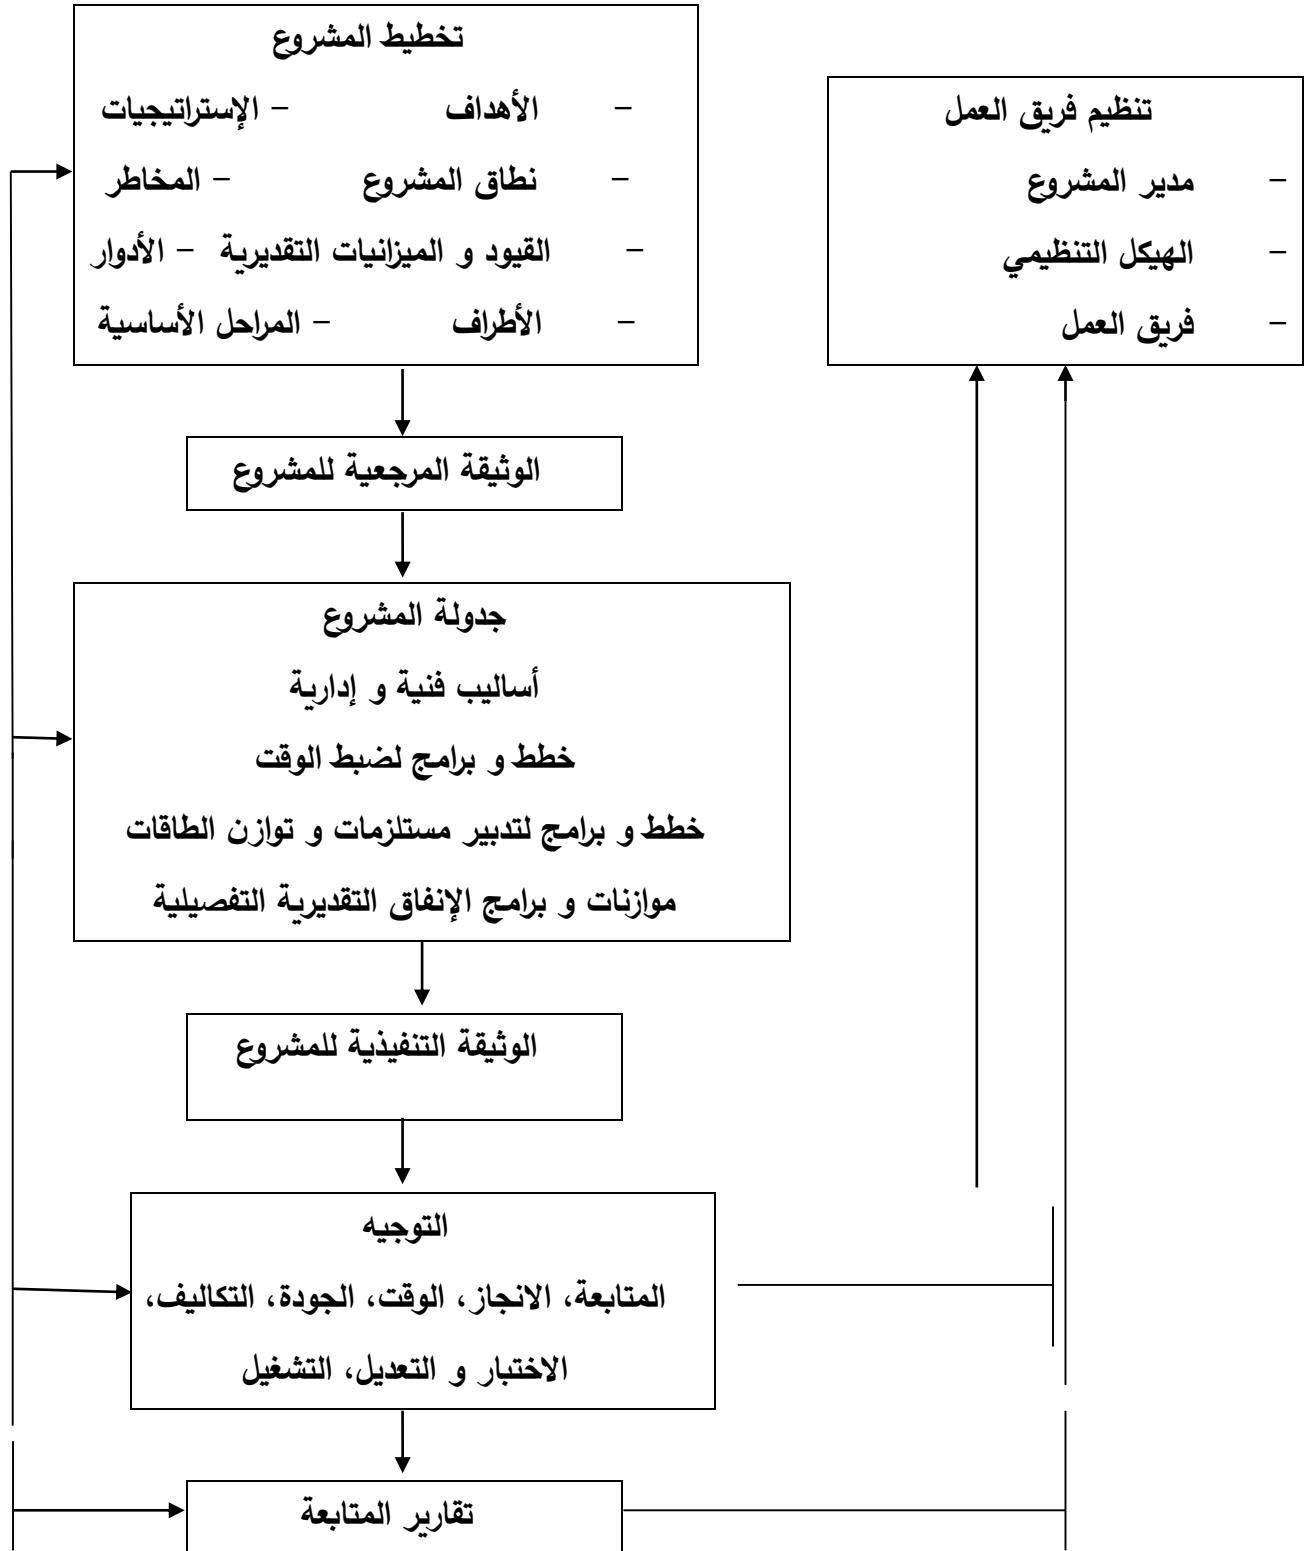 تخطيط المشروع
- الأهداف - الإستراتيجيات
- نطاق المشروع - المخاطر
- القيود و الميزانيات التقديرية - الأدوار
- الأطراف - المراحل الأساسية
تنظيم فريق العمل
- مدير المشروع
- الهيكل التنظيمي
- فريق العمل
الوثيقة المرجعية للمشروع
جدولة المشروع
أساليب فنية و إدارية
خطط و برامج لضبط الوقت
خطط و برامج لتدبير مستلزمات و توازن الطاقات
موازنات و برامج الإنفاق التقديرية التفصيلية
الوثيقة التنفيذية للمشروع
التوجيه
المتابعة، الانجاز، الوقت، الجودة، التكاليف،
الاختبار و التعديل، التشغيل
تقارير المتابعة